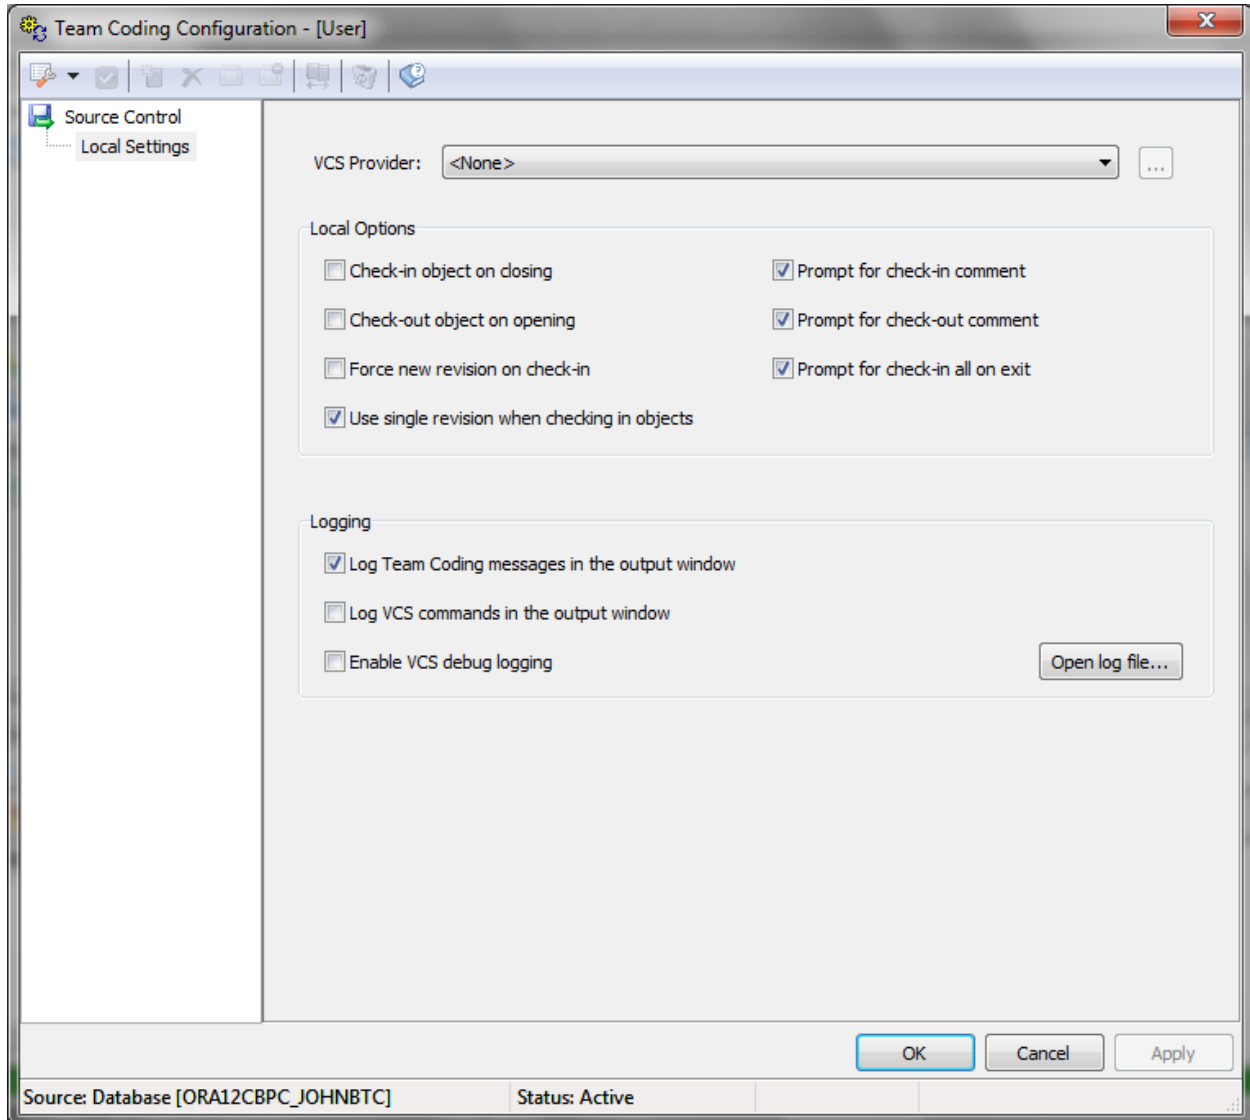 Team Coding Configuration - [User]
Source Control
Local Settings
VCS Provider: <None>
...
Local Options
Check-in object on closing
Prompt for check-in comment
Check-out object on opening
Prompt for check-out comment
Force new revision on check-in
Prompt for check-in all on exit
Use single revision when checking in objects
Logging
Log Team Coding messages in the output window
Log VCS commands in the output window
Enable VCS debug logging
Open log file...
OK
Cancel
Apply
Source: Database [ORA12CBPC_JOHNBTC]
Status: Active